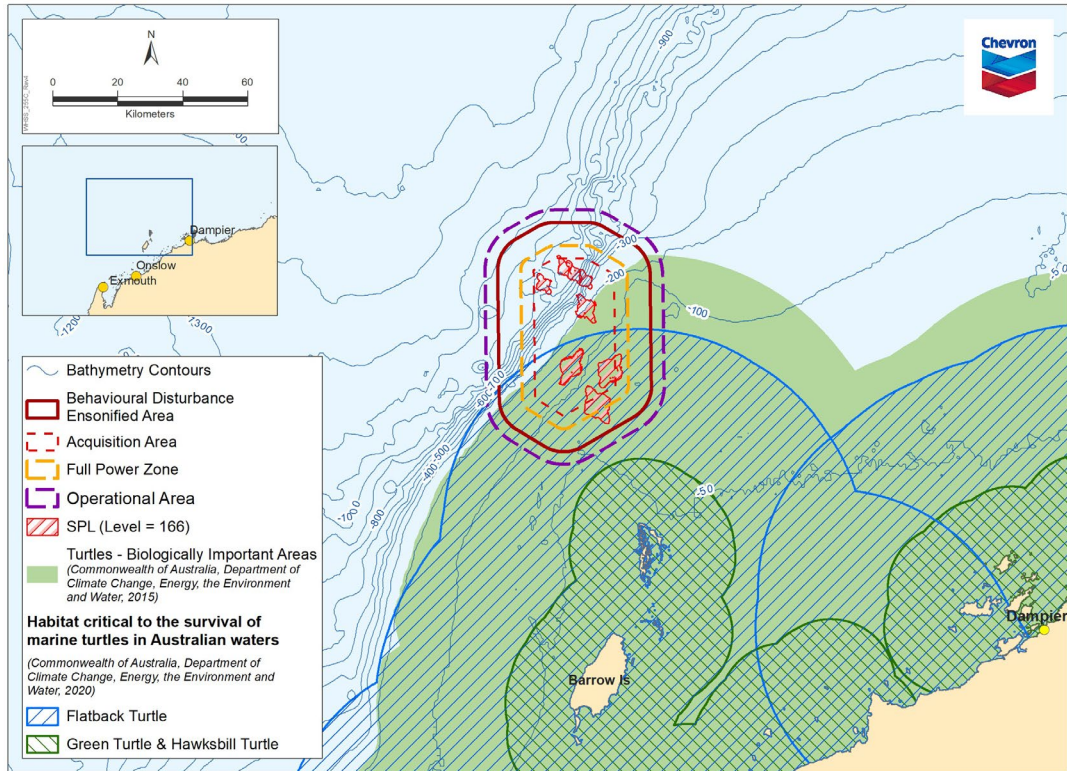 N
0 20 40 60
Kilometers
Chevron
Dampier
Onslow
Exmouth
Bathymetry Contours
Behavioural Disturbance
Ensonified Area
Acquisition Area
Full Power Zone
Operational Area
SPL (Level = 166)
Turtles - Biologically Important Areas
(Commonwealth of Australia, Department of
Climate Change, Energy, the Environment
and Water, 2015)
Habitat critical to the survival of
marine turtles in Australian waters
(Commonwealth of Australia, Department of
Climate Change, Energy, the Environment and
Water, 2020)
Flatback Turtle
Green Turtle & Hawksbill Turtle
-900
-300
-200
-100
-50
-1200
-400
-500
-800
-50
Dampier
Barrow Is